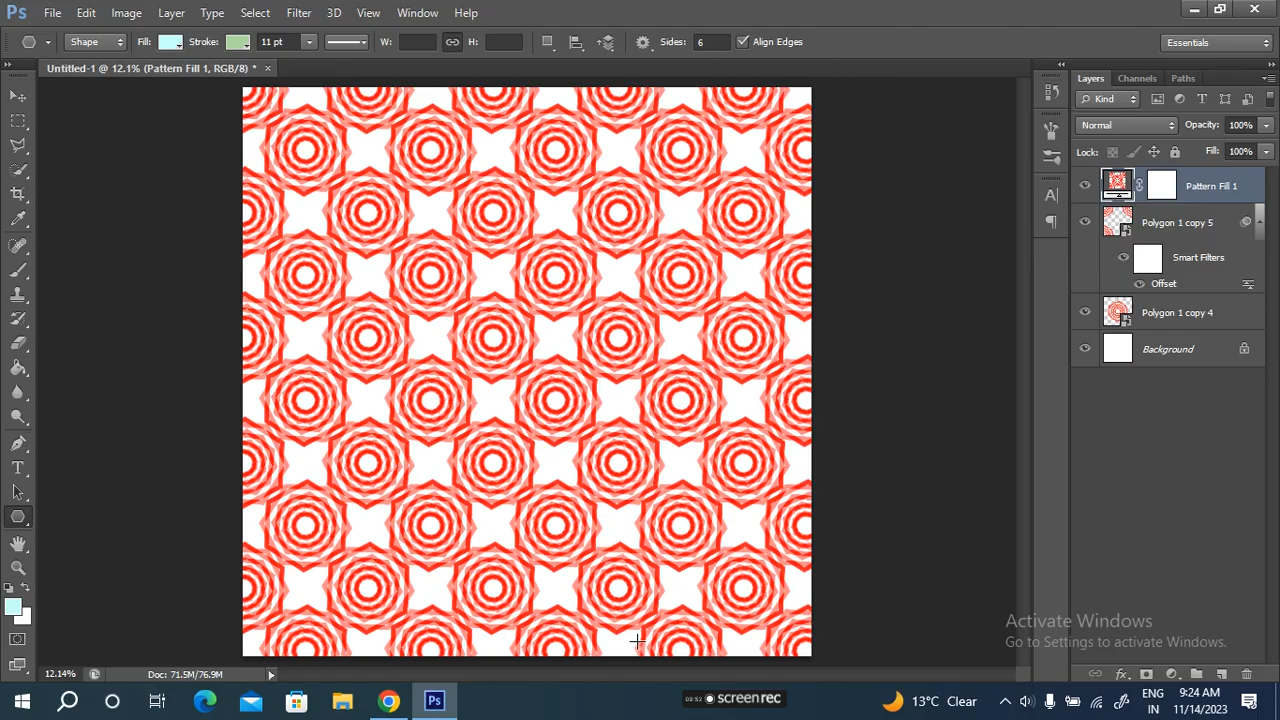 Ps File Edit Image Layer Type Select Filter 3D View Window Help
Shape Fill: Stroke: 11 pt W: H: Sides: 6 Align Edges Essentials
Untitled-1 @ 12.1% (Pattern Fill 1, RGB/8) * ×
Layers Channels Paths
Kind
Normal Opacity: 100%
Lock: Fill: 100%
Pattern Fill 1
Polygon 1 copy 5
Smart Filters
Offset
Polygon 1 copy 4
Background
Activate Windows
Go to Settings to activate Windows.
12.14% Doc: 71.5M/76.9M
09:52 screenrec
Ps
13°C Clear
ENG
IN
9:24 AM
11/14/2023